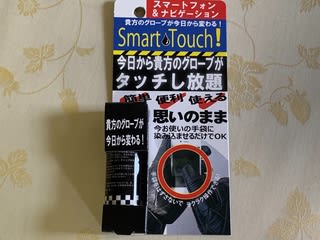 スマートフォン
&ナビゲーション
貴方のグローブが今日から変わる!
Smart Touch!
今日から貴方のグローブが
タッチし放題
簡単 便利 使える
思いのまま
今お使いの手袋に
染み込ませるだけでOK
貴方のグローブが
今日から変わる!